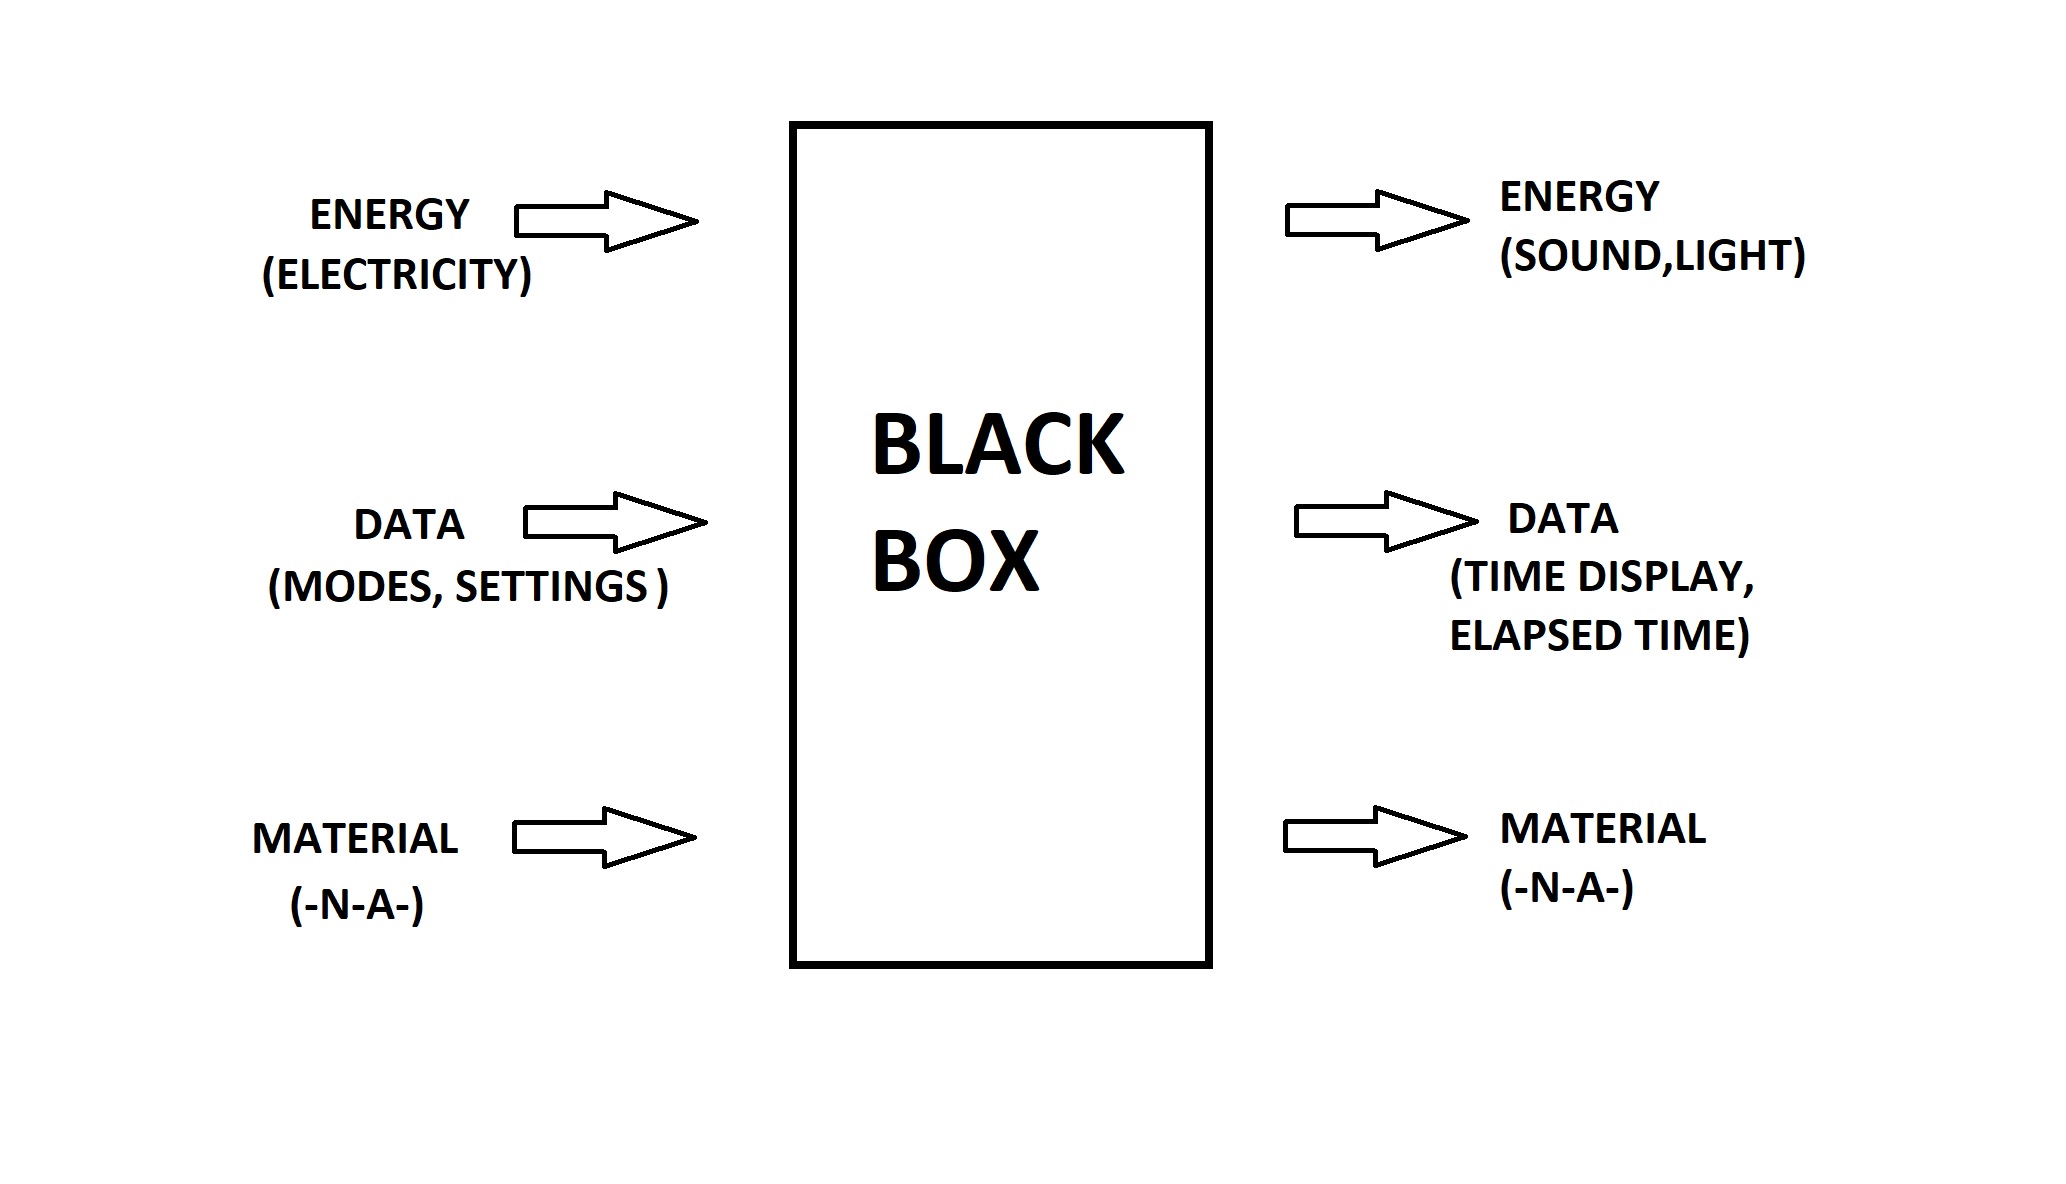 ENERGY
(ELECTRICITY)
DATA
(MODES, SETTINGS )
MATERIAL
(-N-A-)
BLACK
BOX
ENERGY
(SOUND,LIGHT)
DATA
(TIME DISPLAY,
ELAPSED TIME)
MATERIAL
(-N-A-)